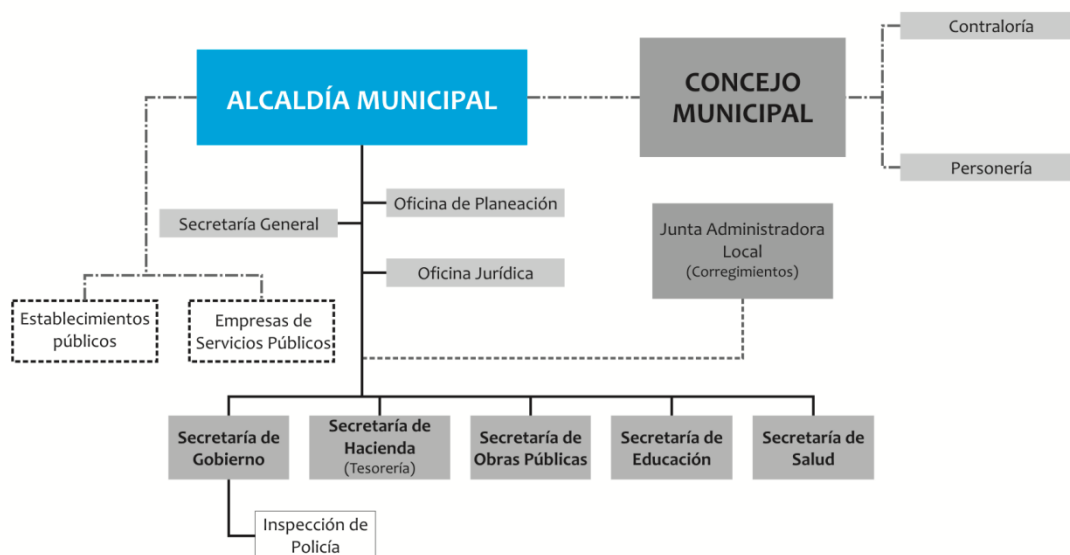 Contraloría
ALCALDÍA MUNICIPAL
CONCEJO
MUNICIPAL
Personería
Oficina de Planeación
Secretaría General
Junta Administradora
Local
(Corregimientos)
Oficina Jurídica
Establecimientos
públicos
Empresas de
Servicios Públicos
Secretaría de
Gobierno
Secretaría de
Hacienda
(Tesorería)
Secretaría de
Obras Públicas
Secretaría de
Educación
Secretaría de
Salud
Inspección de
Policía